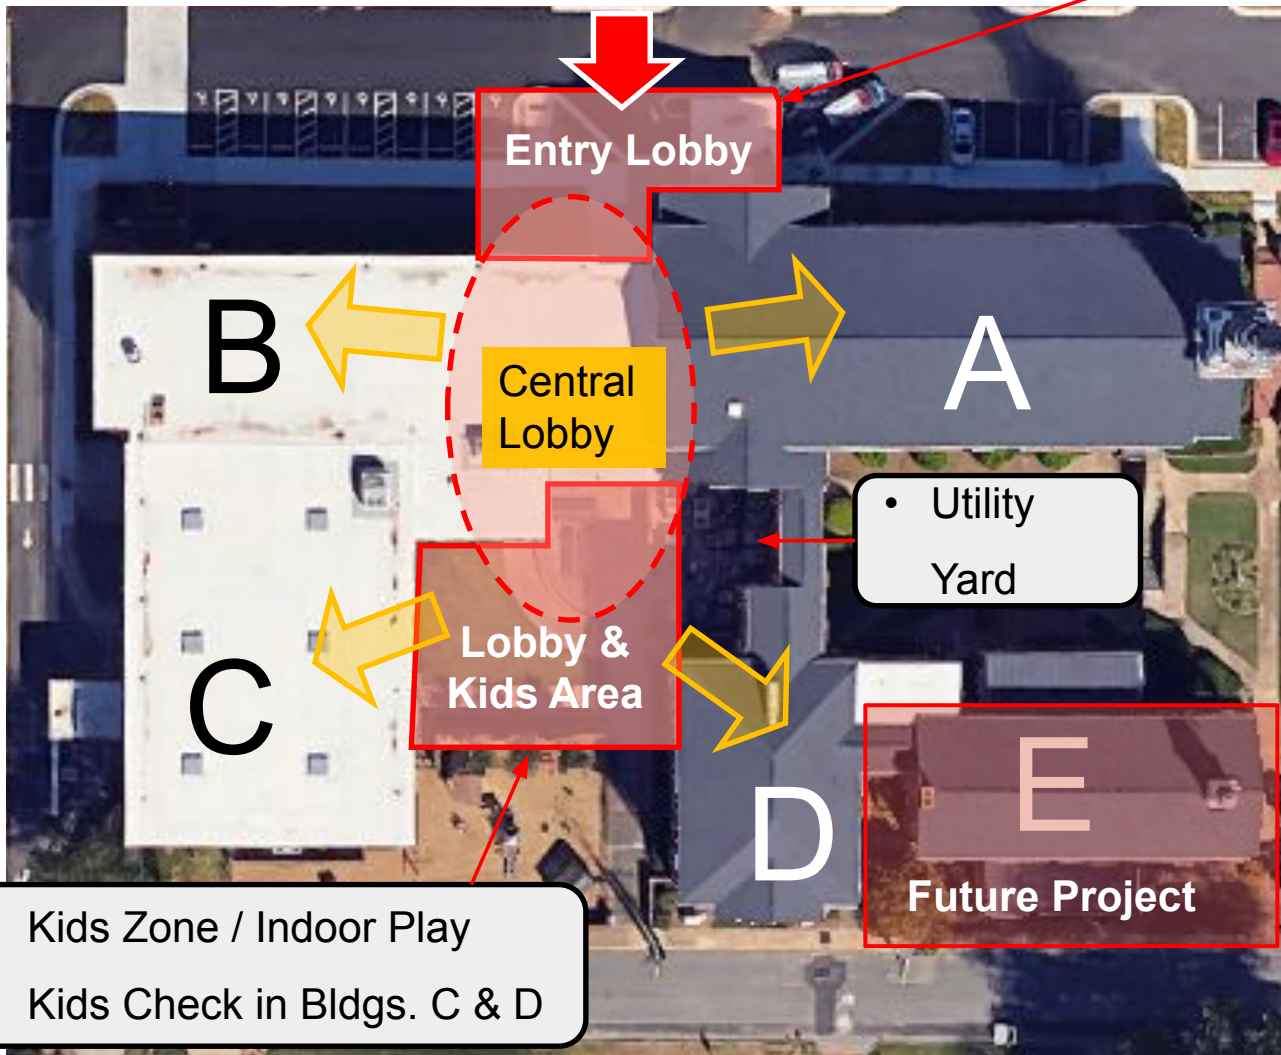 Entry Lobby
B
A
Central
Lobby
• Utility
Yard
C
Lobby &
Kids Area
E
D
Future Project
Kids Zone / Indoor Play
Kids Check in Bldgs. C & D